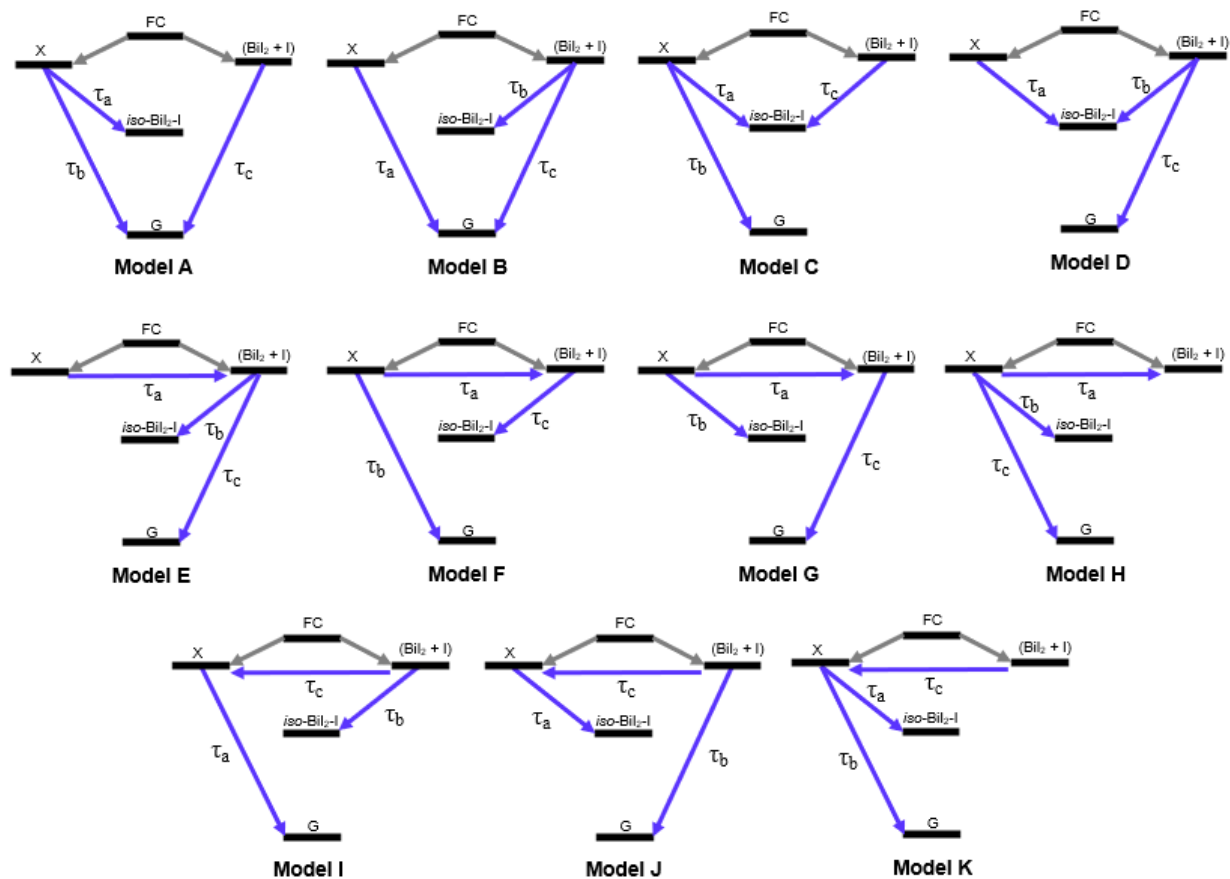 FC
X (BiI₂ + I)
τa
iso-BiI₂-I
τb τc
G
Model A
FC
X (BiI₂ + I)
τb
iso-BiI₂-I
τa τc
G
Model B
FC
X (BiI₂ + I)
τa τc
iso-BiI₂-I
τb
G
Model C
FC
X (BiI₂ + I)
τa τb
iso-BiI₂-I
τc
G
Model D
FC
X (BiI₂ + I)
τa
iso-BiI₂-I
τb
τc
G
Model E
FC
X (BiI₂ + I)
τa
iso-BiI₂-I
τc
τb
G
Model F
FC
X (BiI₂ + I)
τa
τb
iso-BiI₂-I
τc
G
Model G
FC
X (BiI₂ + I)
τa
τb
iso-BiI₂-I
τc
G
Model H
FC
X (BiI₂ + I)
τc
iso-BiI₂-I
τb
τa
G
Model I
FC
X (BiI₂ + I)
τc
τa
iso-BiI₂-I
τb
G
Model J
FC
X (BiI₂ + I)
τc
τa
iso-BiI₂-I
τb
G
Model K